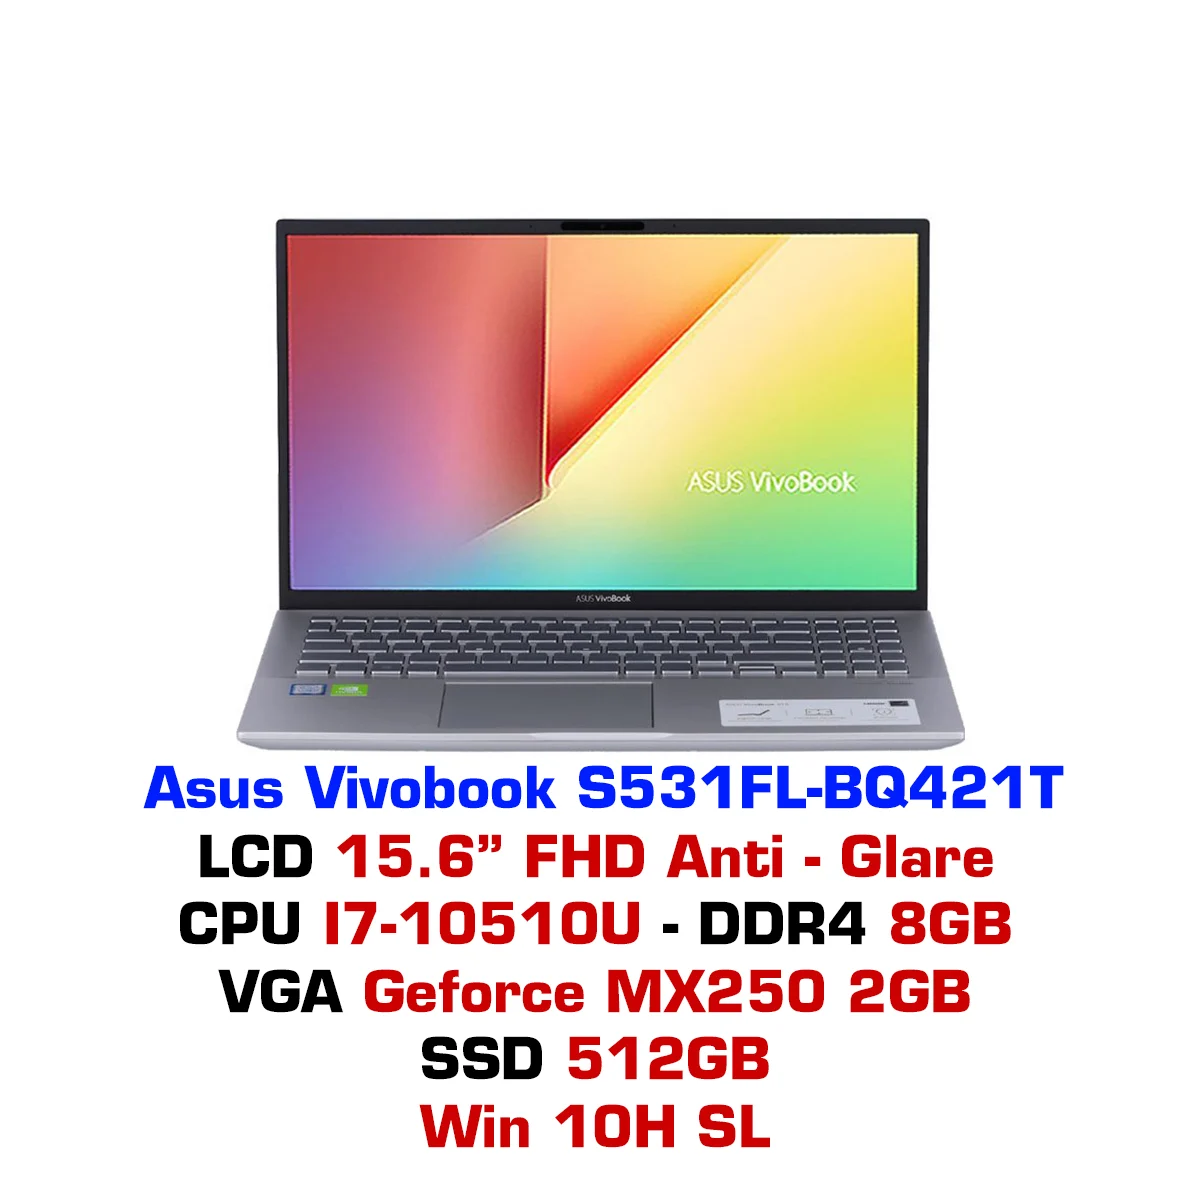 ASUS VivoBook
ASUS VivoBook
Asus Vivobook S531FL-BQ421T
LCD 15.6” FHD Anti - Glare
CPU I7-10510U - DDR4 8GB
VGA Geforce MX250 2GB
SSD 512GB
Win 10H SL